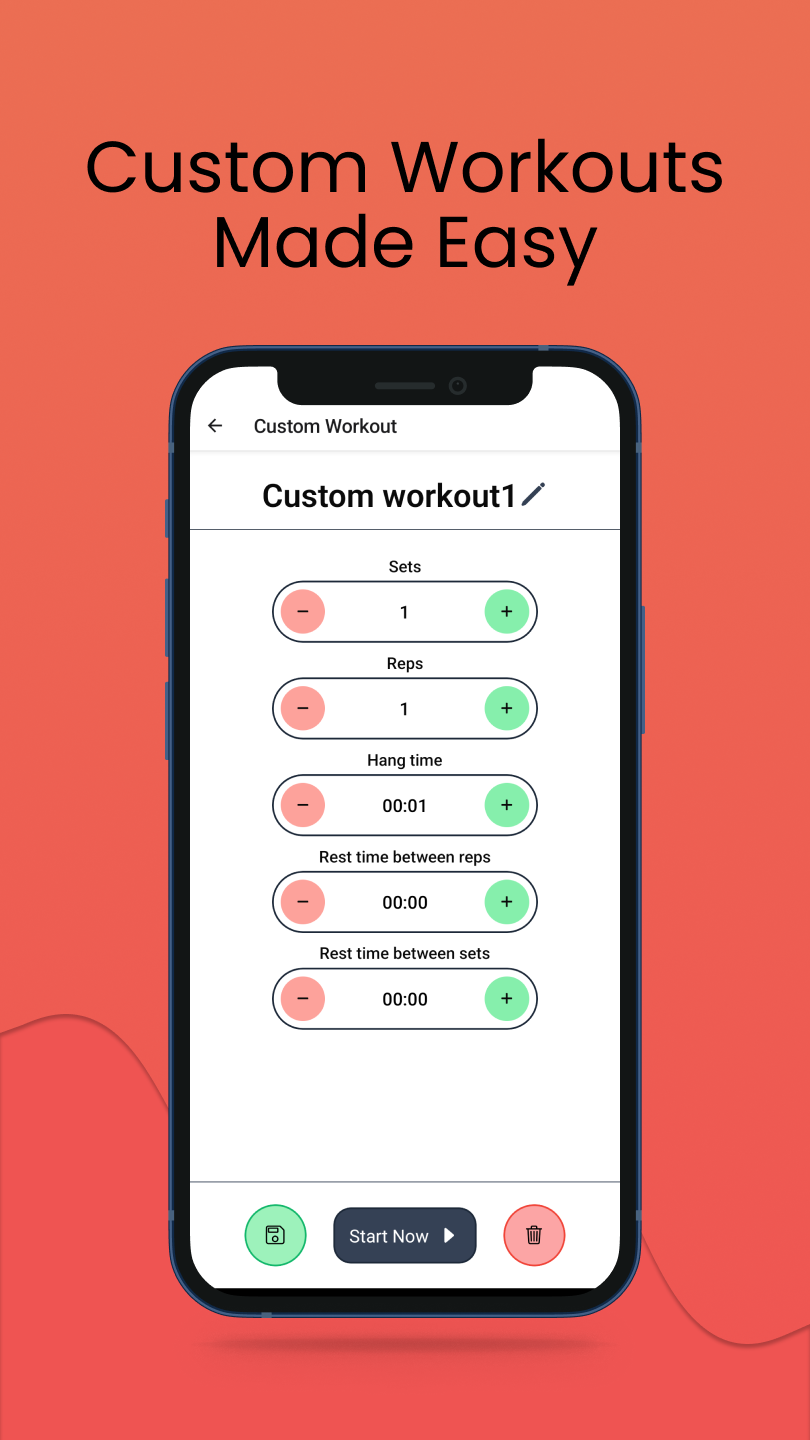 Custom Workouts
Made Easy
Custom Workout
Custom workout1
Sets
− 1 +
Reps
− 1 +
Hang time
− 00:01 +
Rest time between reps
− 00:00 +
Rest time between sets
− 00:00 +
Start Now